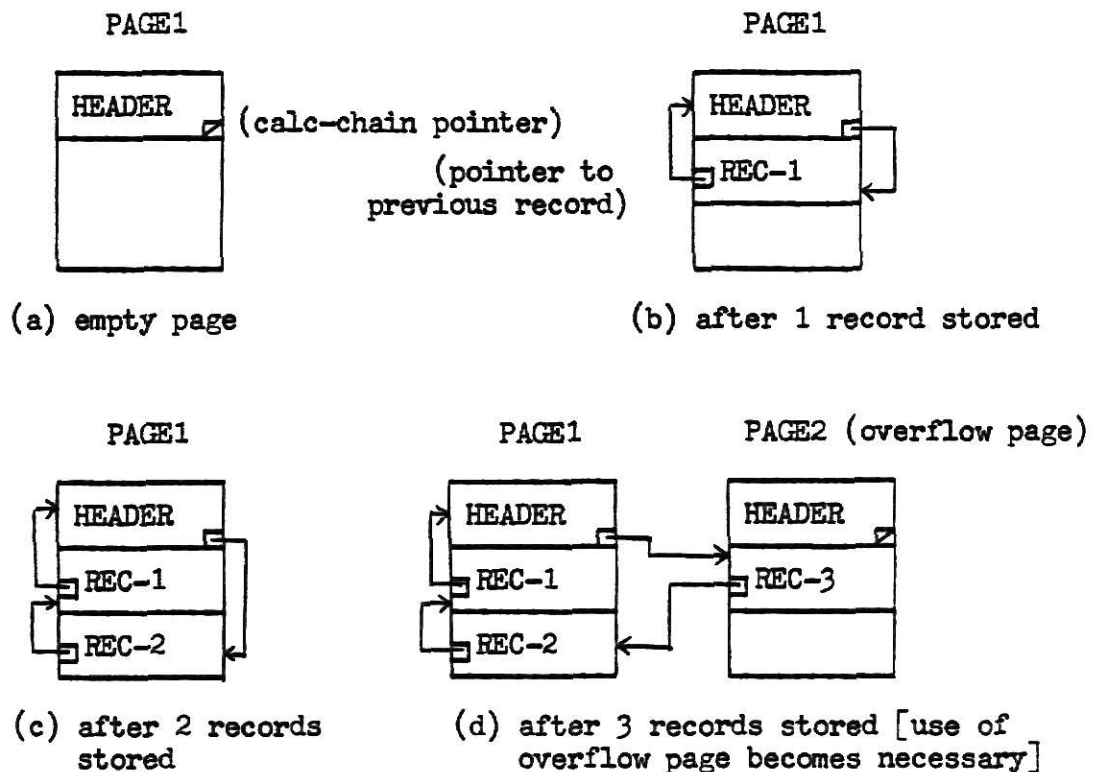 PAGE1
HEADER
(calc-chain pointer)
(a) empty page
PAGE1
(pointer to
previous record)
HEADER
REC-1
(b) after 1 record stored
PAGE1
HEADER
REC-1
REC-2
(c) after 2 records
stored
PAGE1
PAGE2 (overflow page)
HEADER
REC-1
REC-2
HEADER
REC-3
(d) after 3 records stored [use of
overflow page becomes necessary]